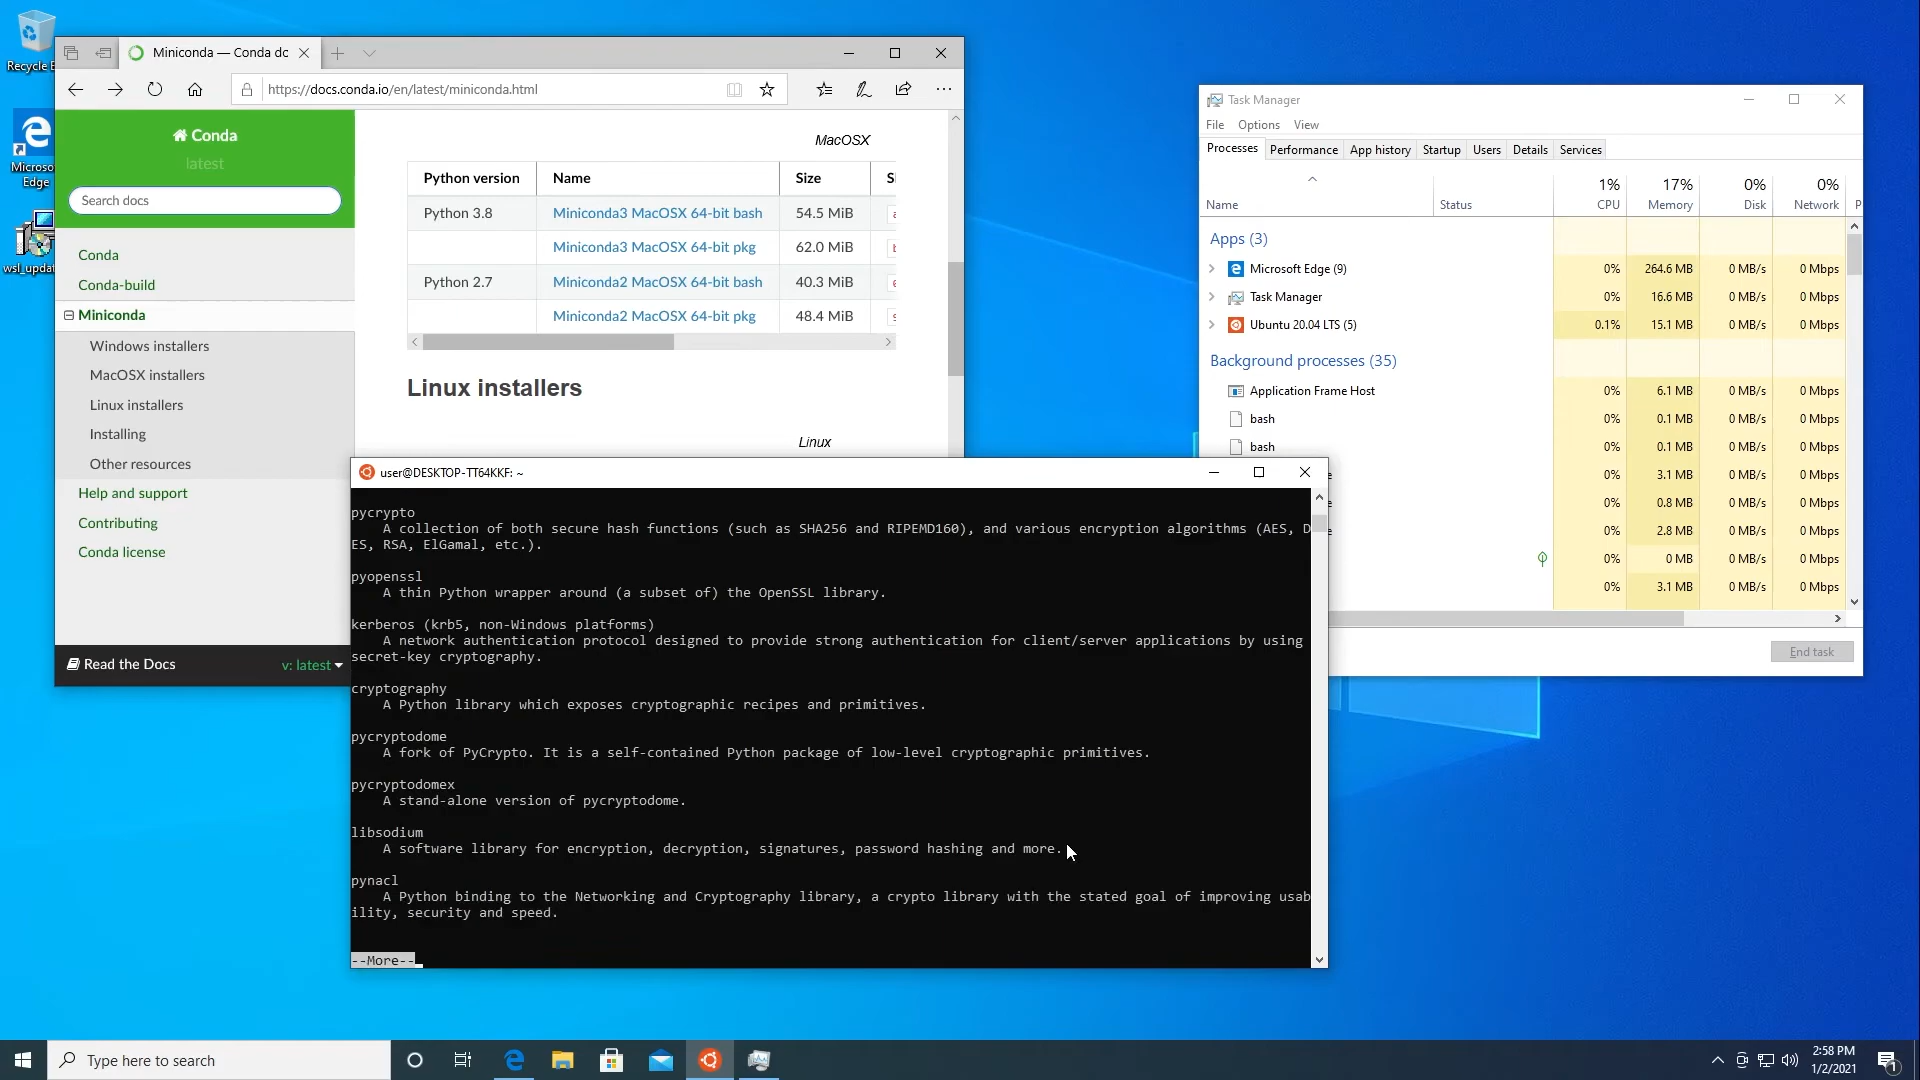 Recycle B
Microso
Edge
wsl_updat
Miniconda — Conda dc
https://docs.conda.io/en/latest/miniconda.html
Conda
latest
Search docs
Conda
Conda-build
Miniconda
Windows installers
MacOSX installers
Linux installers
Installing
Other resources
Help and support
Contributing
Conda license
Read the Docs
v: latest
MacOSX
Python version Name Size
Python 3.8 Miniconda3 MacOSX 64-bit bash 54.5 MiB
Miniconda3 MacOSX 64-bit pkg 62.0 MiB
Python 2.7 Miniconda2 MacOSX 64-bit bash 40.3 MiB
Miniconda2 MacOSX 64-bit pkg 48.4 MiB
Linux installers
Linux
Task Manager
File Options View
Processes Performance App history Startup Users Details Services
1% 17% 0% 0%
Name Status CPU Memory Disk Network P
Apps (3)
Microsoft Edge (9) 0% 264.6 MB 0 MB/s 0 Mbps
Task Manager 0% 16.6 MB 0 MB/s 0 Mbps
Ubuntu 20.04 LTS (5) 0.1% 15.1 MB 0 MB/s 0 Mbps
Background processes (35)
Application Frame Host 0% 6.1 MB 0 MB/s 0 Mbps
bash 0% 0.1 MB 0 MB/s 0 Mbps
bash 0% 0.1 MB 0 MB/s 0 Mbps
e 0% 3.1 MB 0 MB/s 0 Mbps
e 0% 0.8 MB 0 MB/s 0 Mbps
e 0% 2.8 MB 0 MB/s 0 Mbps
0% 0 MB 0 MB/s 0 Mbps
0% 3.1 MB 0 MB/s 0 Mbps
End task
user@DESKTOP-TT64KKF: ~
pycrypto
A collection of both secure hash functions (such as SHA256 and RIPEMD160), and various encryption algorithms (AES, D
ES, RSA, ElGamal, etc.).
pyopenssl
A thin Python wrapper around (a subset of) the OpenSSL library.
kerberos (krb5, non-Windows platforms)
A network authentication protocol designed to provide strong authentication for client/server applications by using
secret-key cryptography.
cryptography
A Python library which exposes cryptographic recipes and primitives.
pycryptodome
A fork of PyCrypto. It is a self-contained Python package of low-level cryptographic primitives.
pycryptodomex
A stand-alone version of pycryptodome.
libsodium
A software library for encryption, decryption, signatures, password hashing and more.
pynacl
A Python binding to the Networking and Cryptography library, a crypto library with the stated goal of improving usab
ility, security and speed.
--More--
Type here to search
2:58 PM
1/2/2021
1